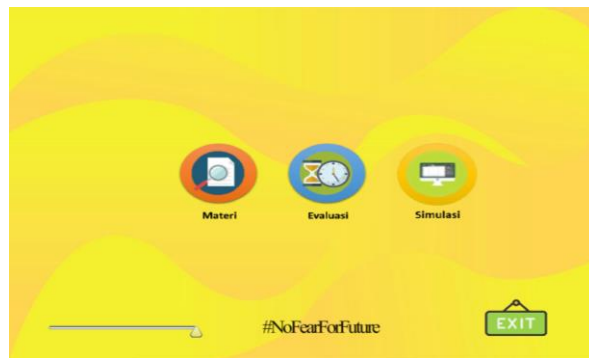 Materi
Evaluasi
Simulasi
#NoFearForFuture
EXIT